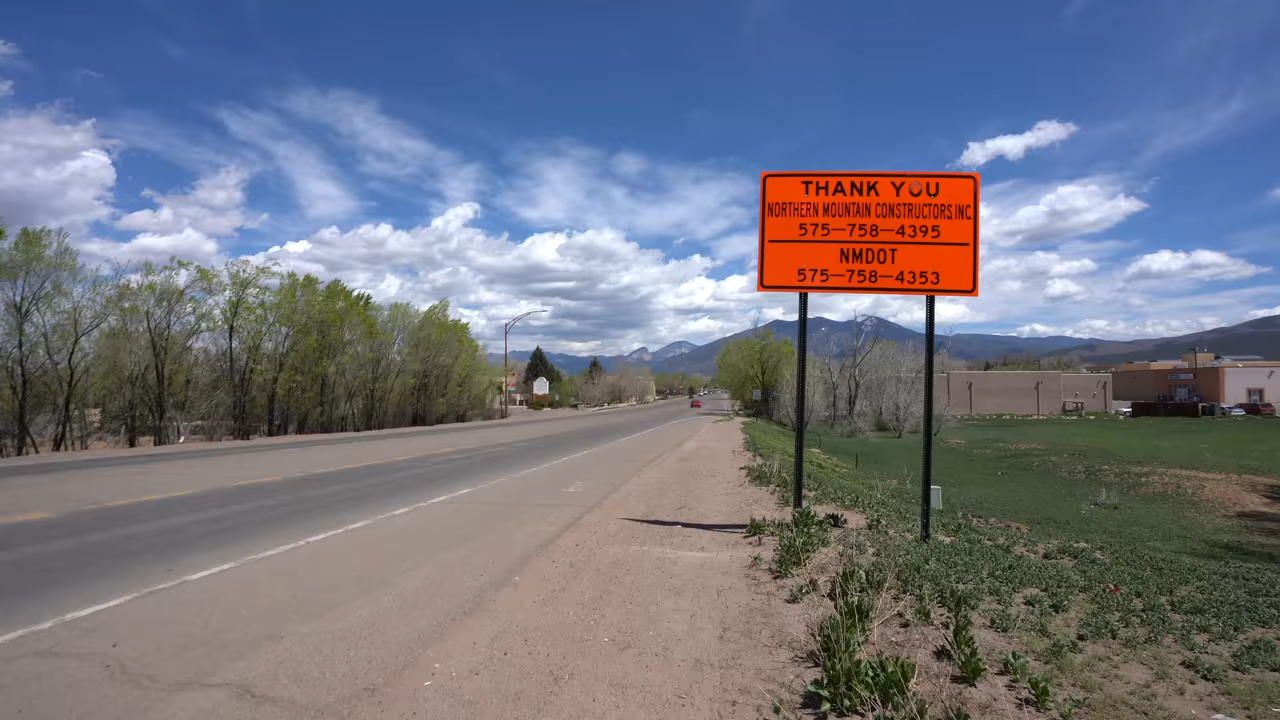 THANK YOU
NORTHERN MOUNTAIN CONSTRUCTORS,INC.
575-758-4395
NMDOT
575-758-4353